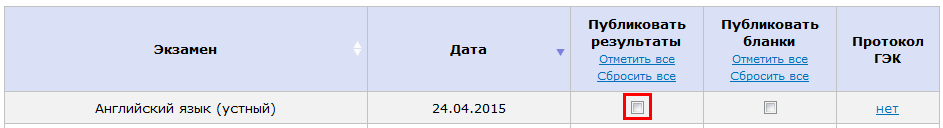 Экзамен
Дата
Публиковать
результаты
Отметить все
Сбросить все
Публиковать
бланки
Отметить все
Сбросить все
Протокол
ГЭК
Английский язык (устный)
24.04.2015
нет